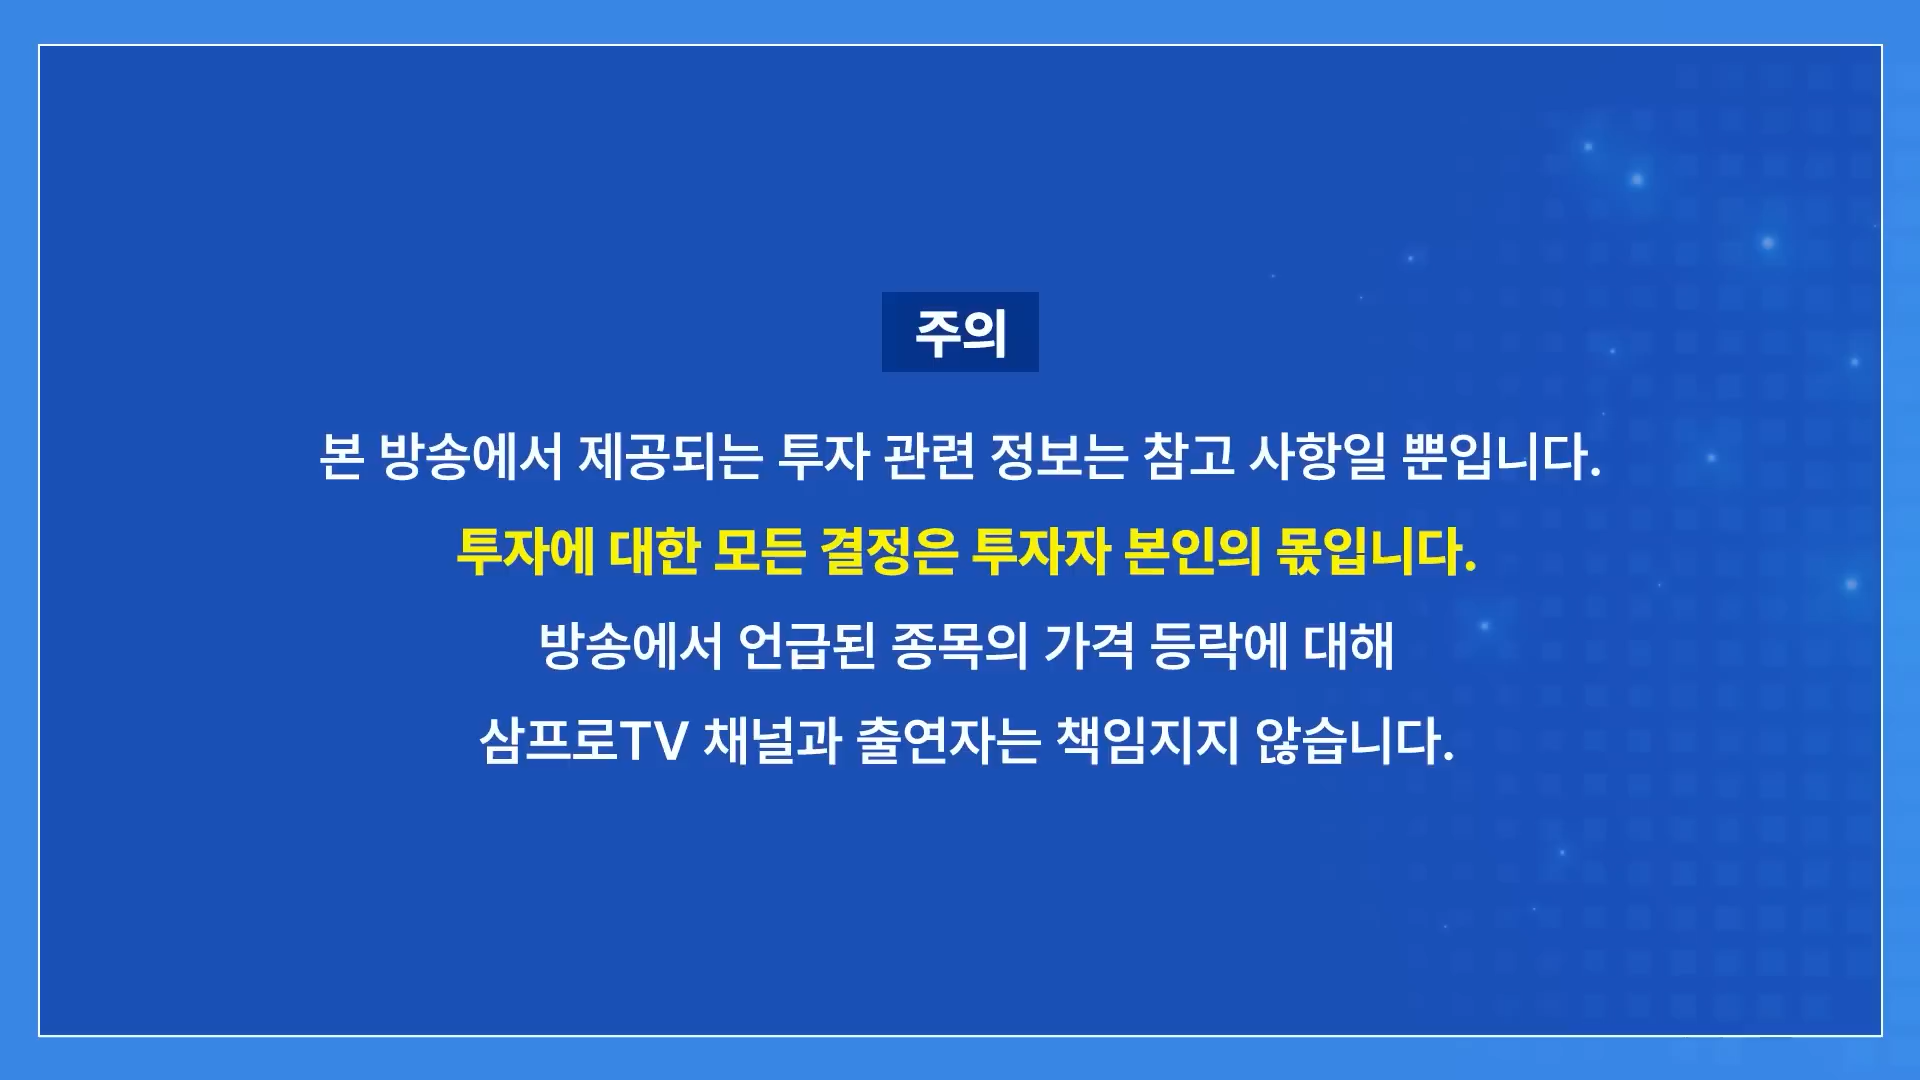 주의
본 방송에서 제공되는 투자 관련 정보는 참고 사항일 뿐입니다.
투자에 대한 모든 결정은 투자자 본인의 몫입니다.
방송에서 언급된 종목의 가격 등락에 대해
삼프로TV 채널과 출연자는 책임지지 않습니다.